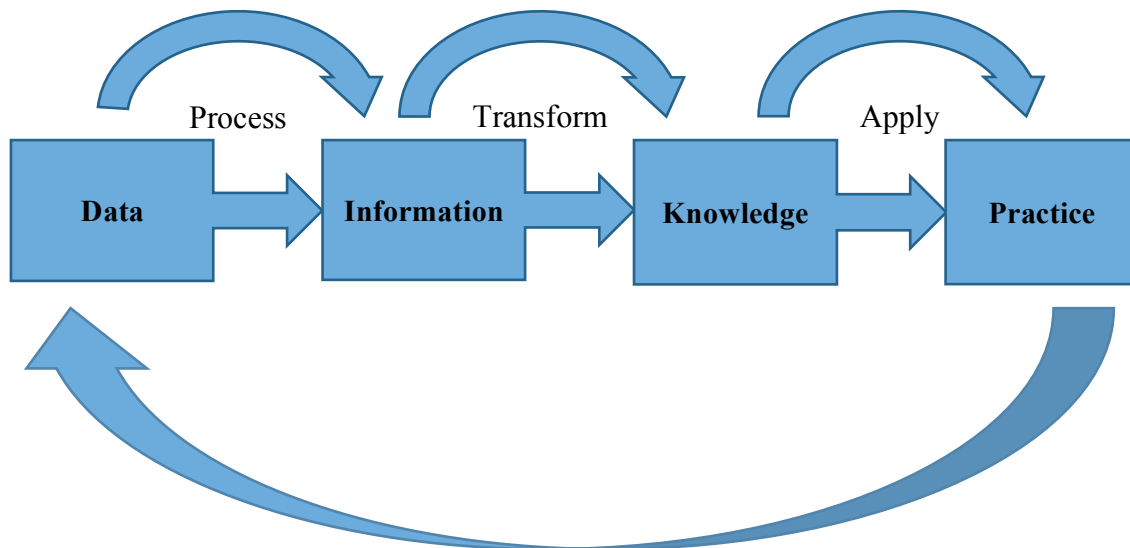 Process
Transform
Apply
Data
Information
Knowledge
Practice